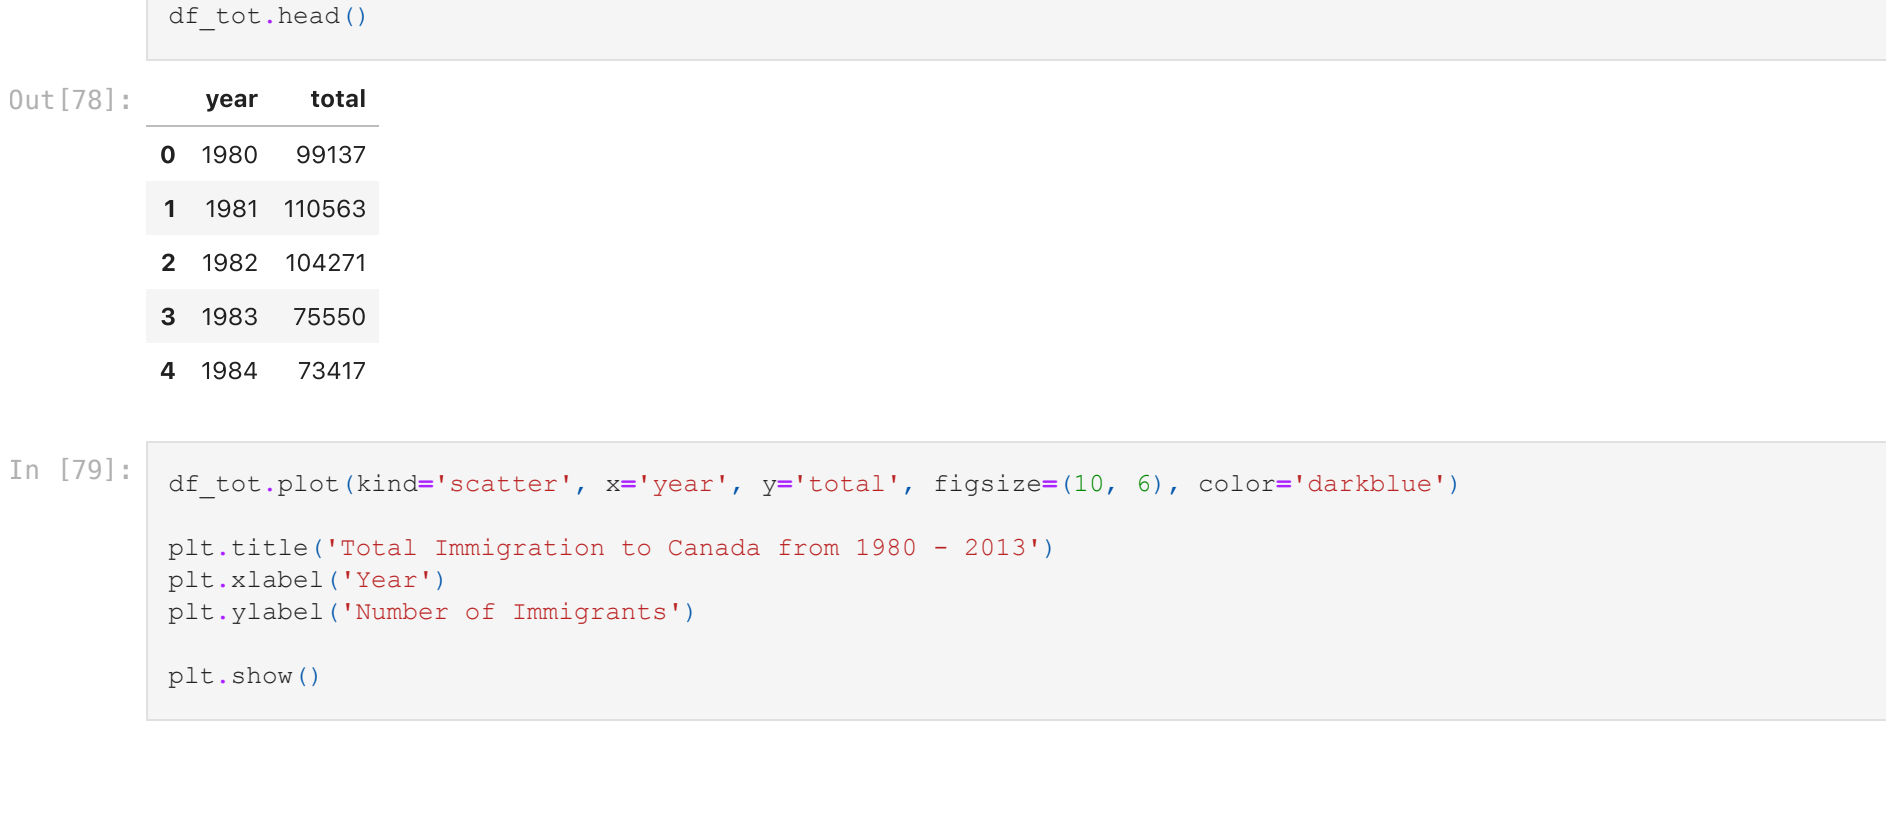 df_tot.head()
Out[78]:
year total
0 1980 99137
1 1981 110563
2 1982 104271
3 1983 75550
4 1984 73417
In [79]:
df_tot.plot(kind='scatter', x='year', y='total', figsize=(10, 6), color='darkblue')
plt.title('Total Immigration to Canada from 1980 - 2013')
plt.xlabel('Year')
plt.ylabel('Number of Immigrants')
plt.show()